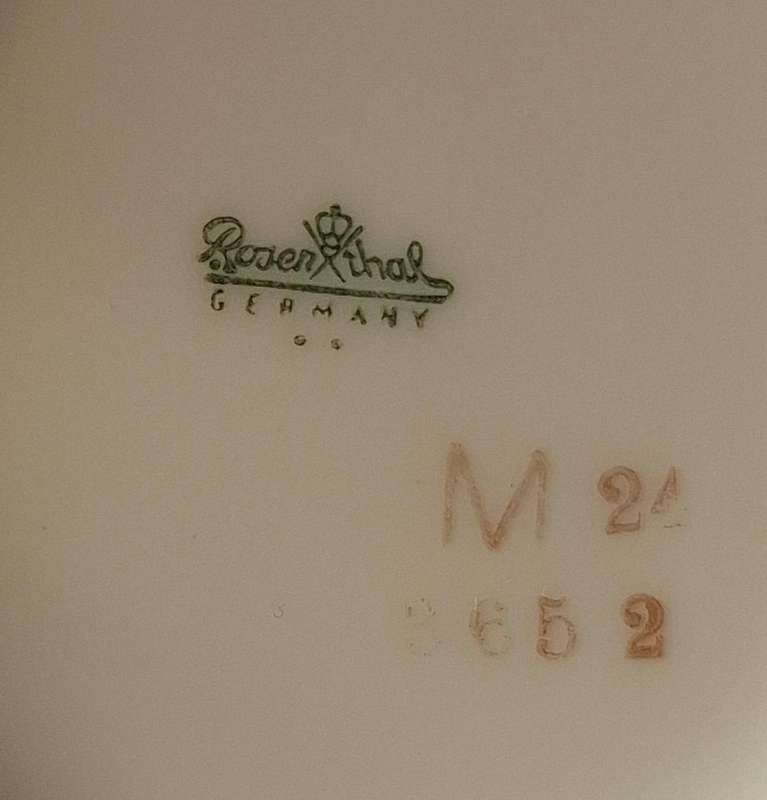 Rosenthal
GERMANY
M 24
652